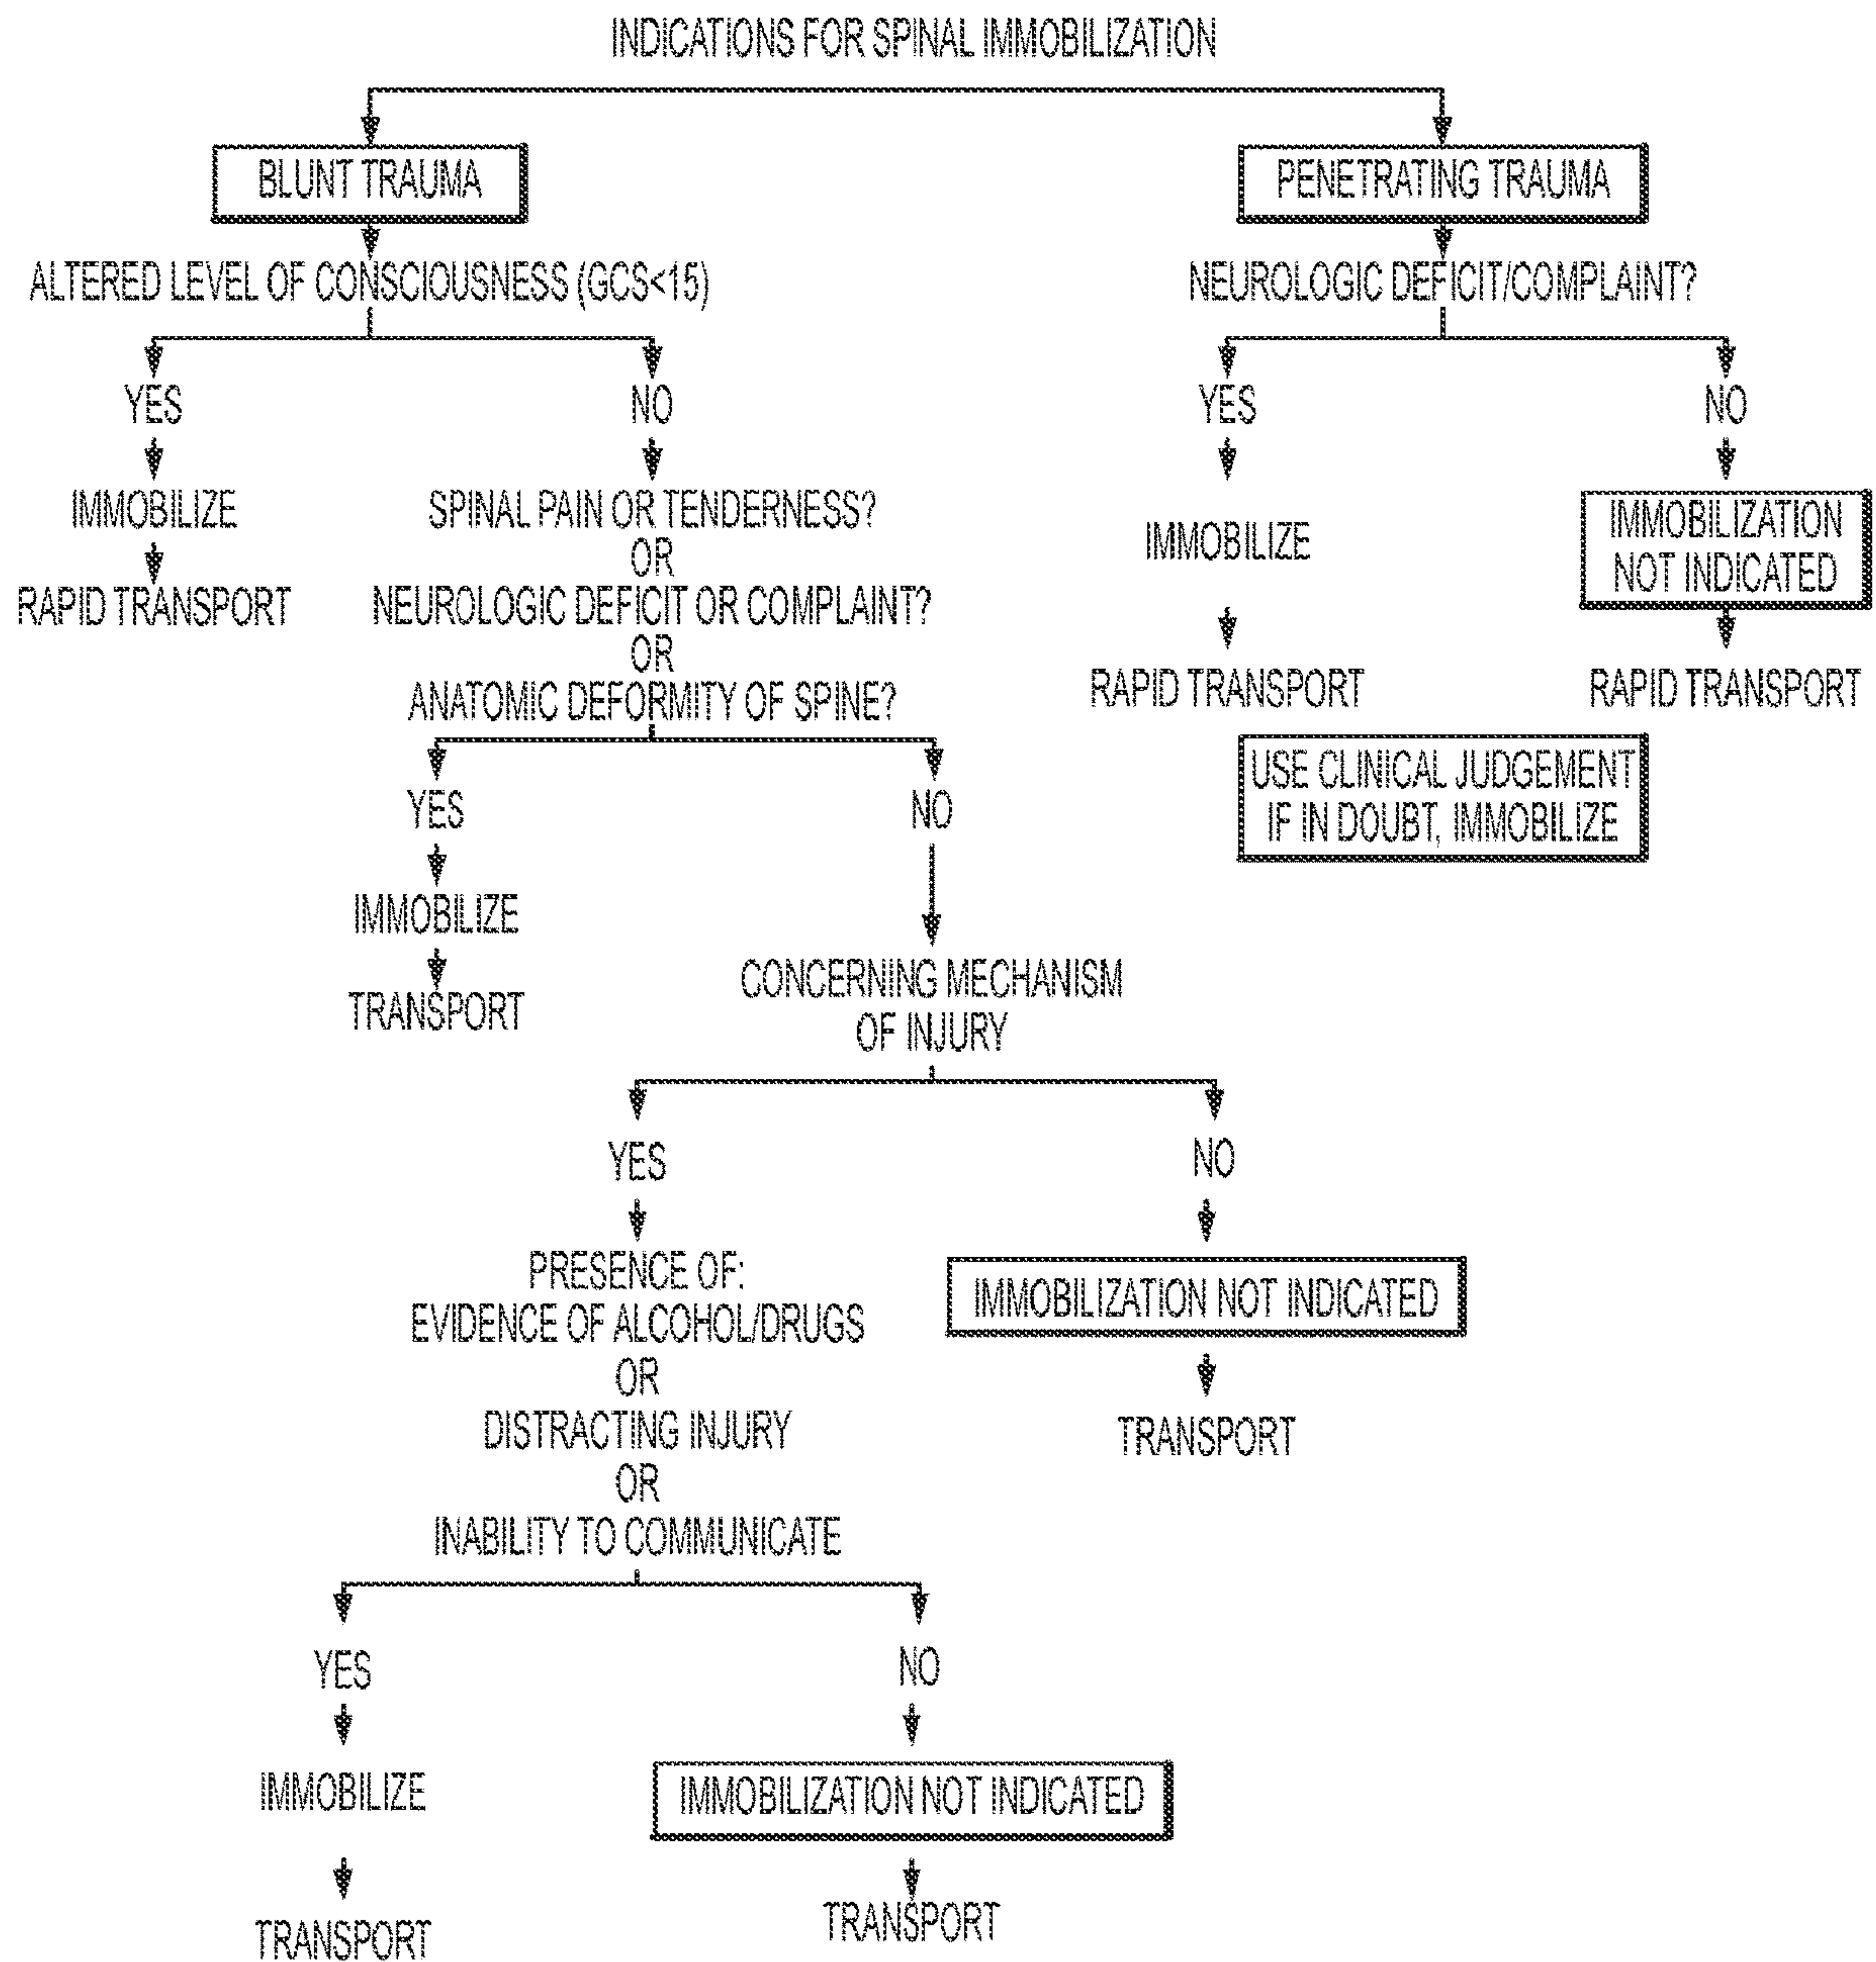 INDICATIONS FOR SPINAL IMMOBILIZATION
BLUNT TRAUMA
ALTERED LEVEL OF CONSCIOUSNESS (GCS<15)
YES
NO
IMMOBILIZE
RAPID TRANSPORT
SPINAL PAIN OR TENDERNESS?
OR
NEUROLOGIC DEFICIT OR COMPLAINT?
OR
ANATOMIC DEFORMITY OF SPINE?
YES
NO
IMMOBILIZE
TRANSPORT
CONCERNING MECHANISM
OF INJURY
YES
NO
PRESENCE OF:
EVIDENCE OF ALCOHOL/DRUGS
OR
DISTRACTING INJURY
OR
INABILITY TO COMMUNICATE
IMMOBILIZATION NOT INDICATED
TRANSPORT
YES
NO
IMMOBILIZE
TRANSPORT
IMMOBILIZATION NOT INDICATED
TRANSPORT
PENETRATING TRAUMA
NEUROLOGIC DEFICIT/COMPLAINT?
YES
NO
IMMOBILIZE
RAPID TRANSPORT
IMMOBILIZATION
NOT INDICATED
RAPID TRANSPORT
USE CLINICAL JUDGEMENT
IF IN DOUBT, IMMOBILIZE